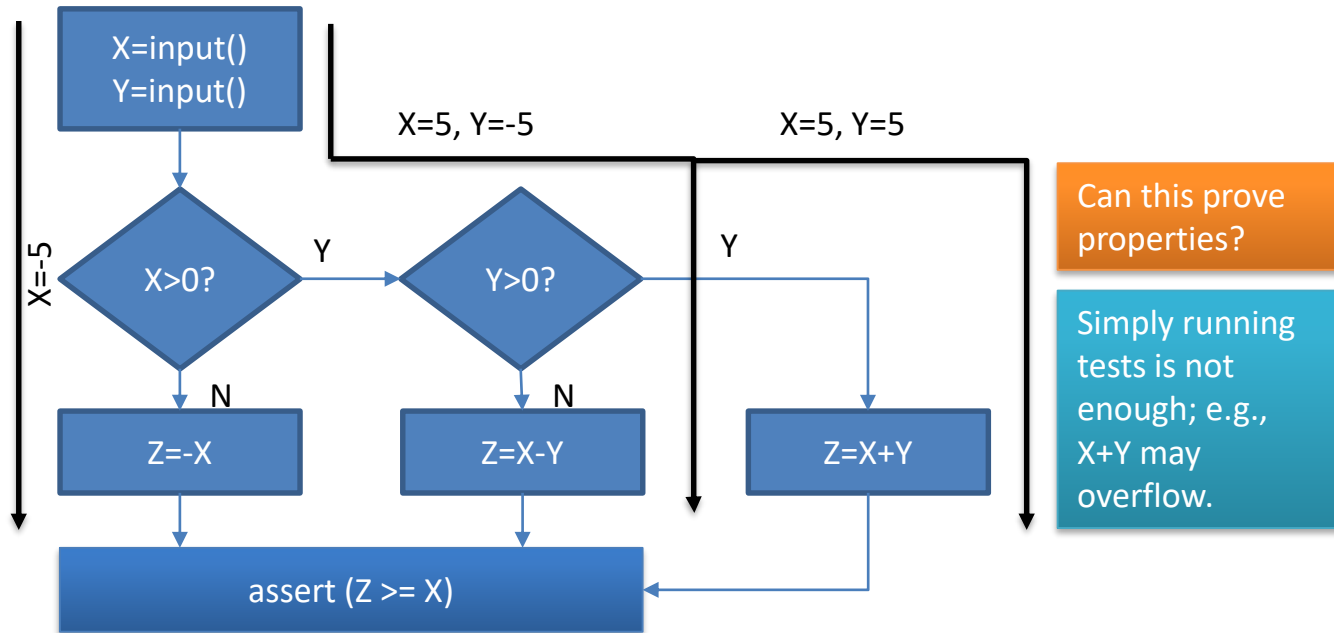 X=input()
Y=input()
X=5, Y=-5
X=5, Y=5
X=-5
X>0?
Y
Y>0?
Y
N
N
Z=-X
Z=X-Y
Z=X+Y
assert (Z >= X)
Can this prove
properties?
Simply running
tests is not
enough; e.g.,
X+Y may
overflow.